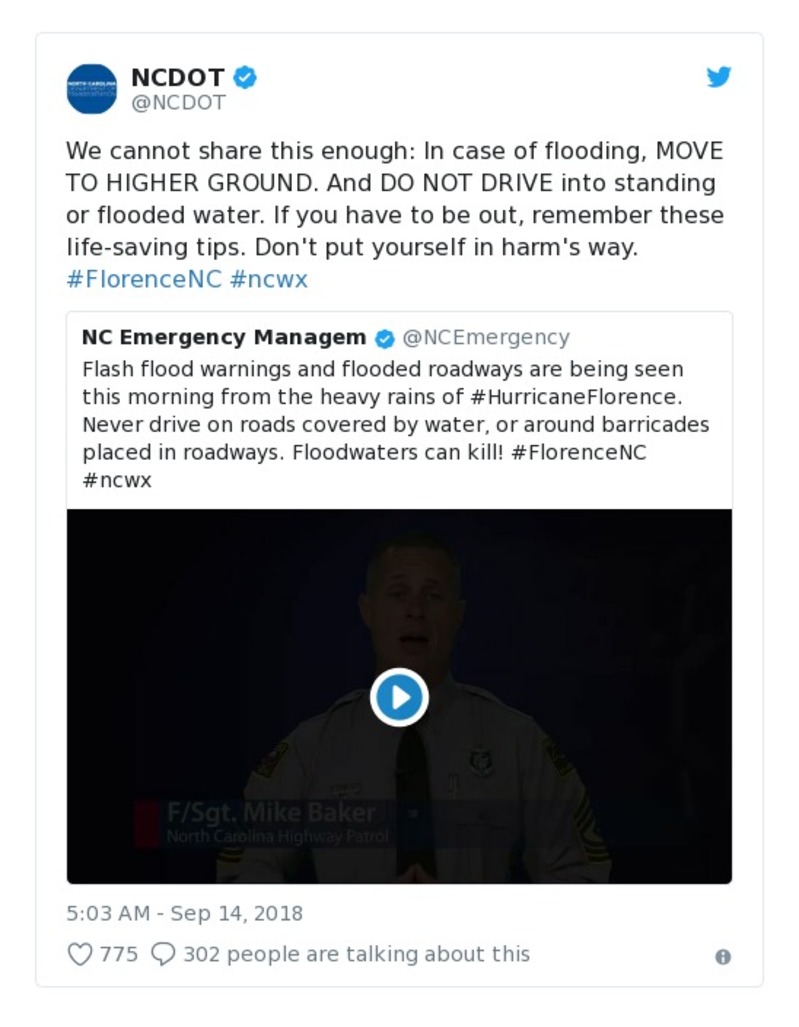 NCDOT
@NCDOT
We cannot share this enough: In case of flooding, MOVE
TO HIGHER GROUND. And DO NOT DRIVE into standing
or flooded water. If you have to be out, remember these
life-saving tips. Don't put yourself in harm's way.
#FlorenceNC #ncwx
NC Emergency Managem @NCEmergency
Flash flood warnings and flooded roadways are being seen
this morning from the heavy rains of #HurricaneFlorence.
Never drive on roads covered by water, or around barricades
placed in roadways. Floodwaters can kill! #FlorenceNC
#ncwx
F/Sgt. Mike Baker
North Carolina Highway Patrol
5:03 AM - Sep 14, 2018
775 302 people are talking about this